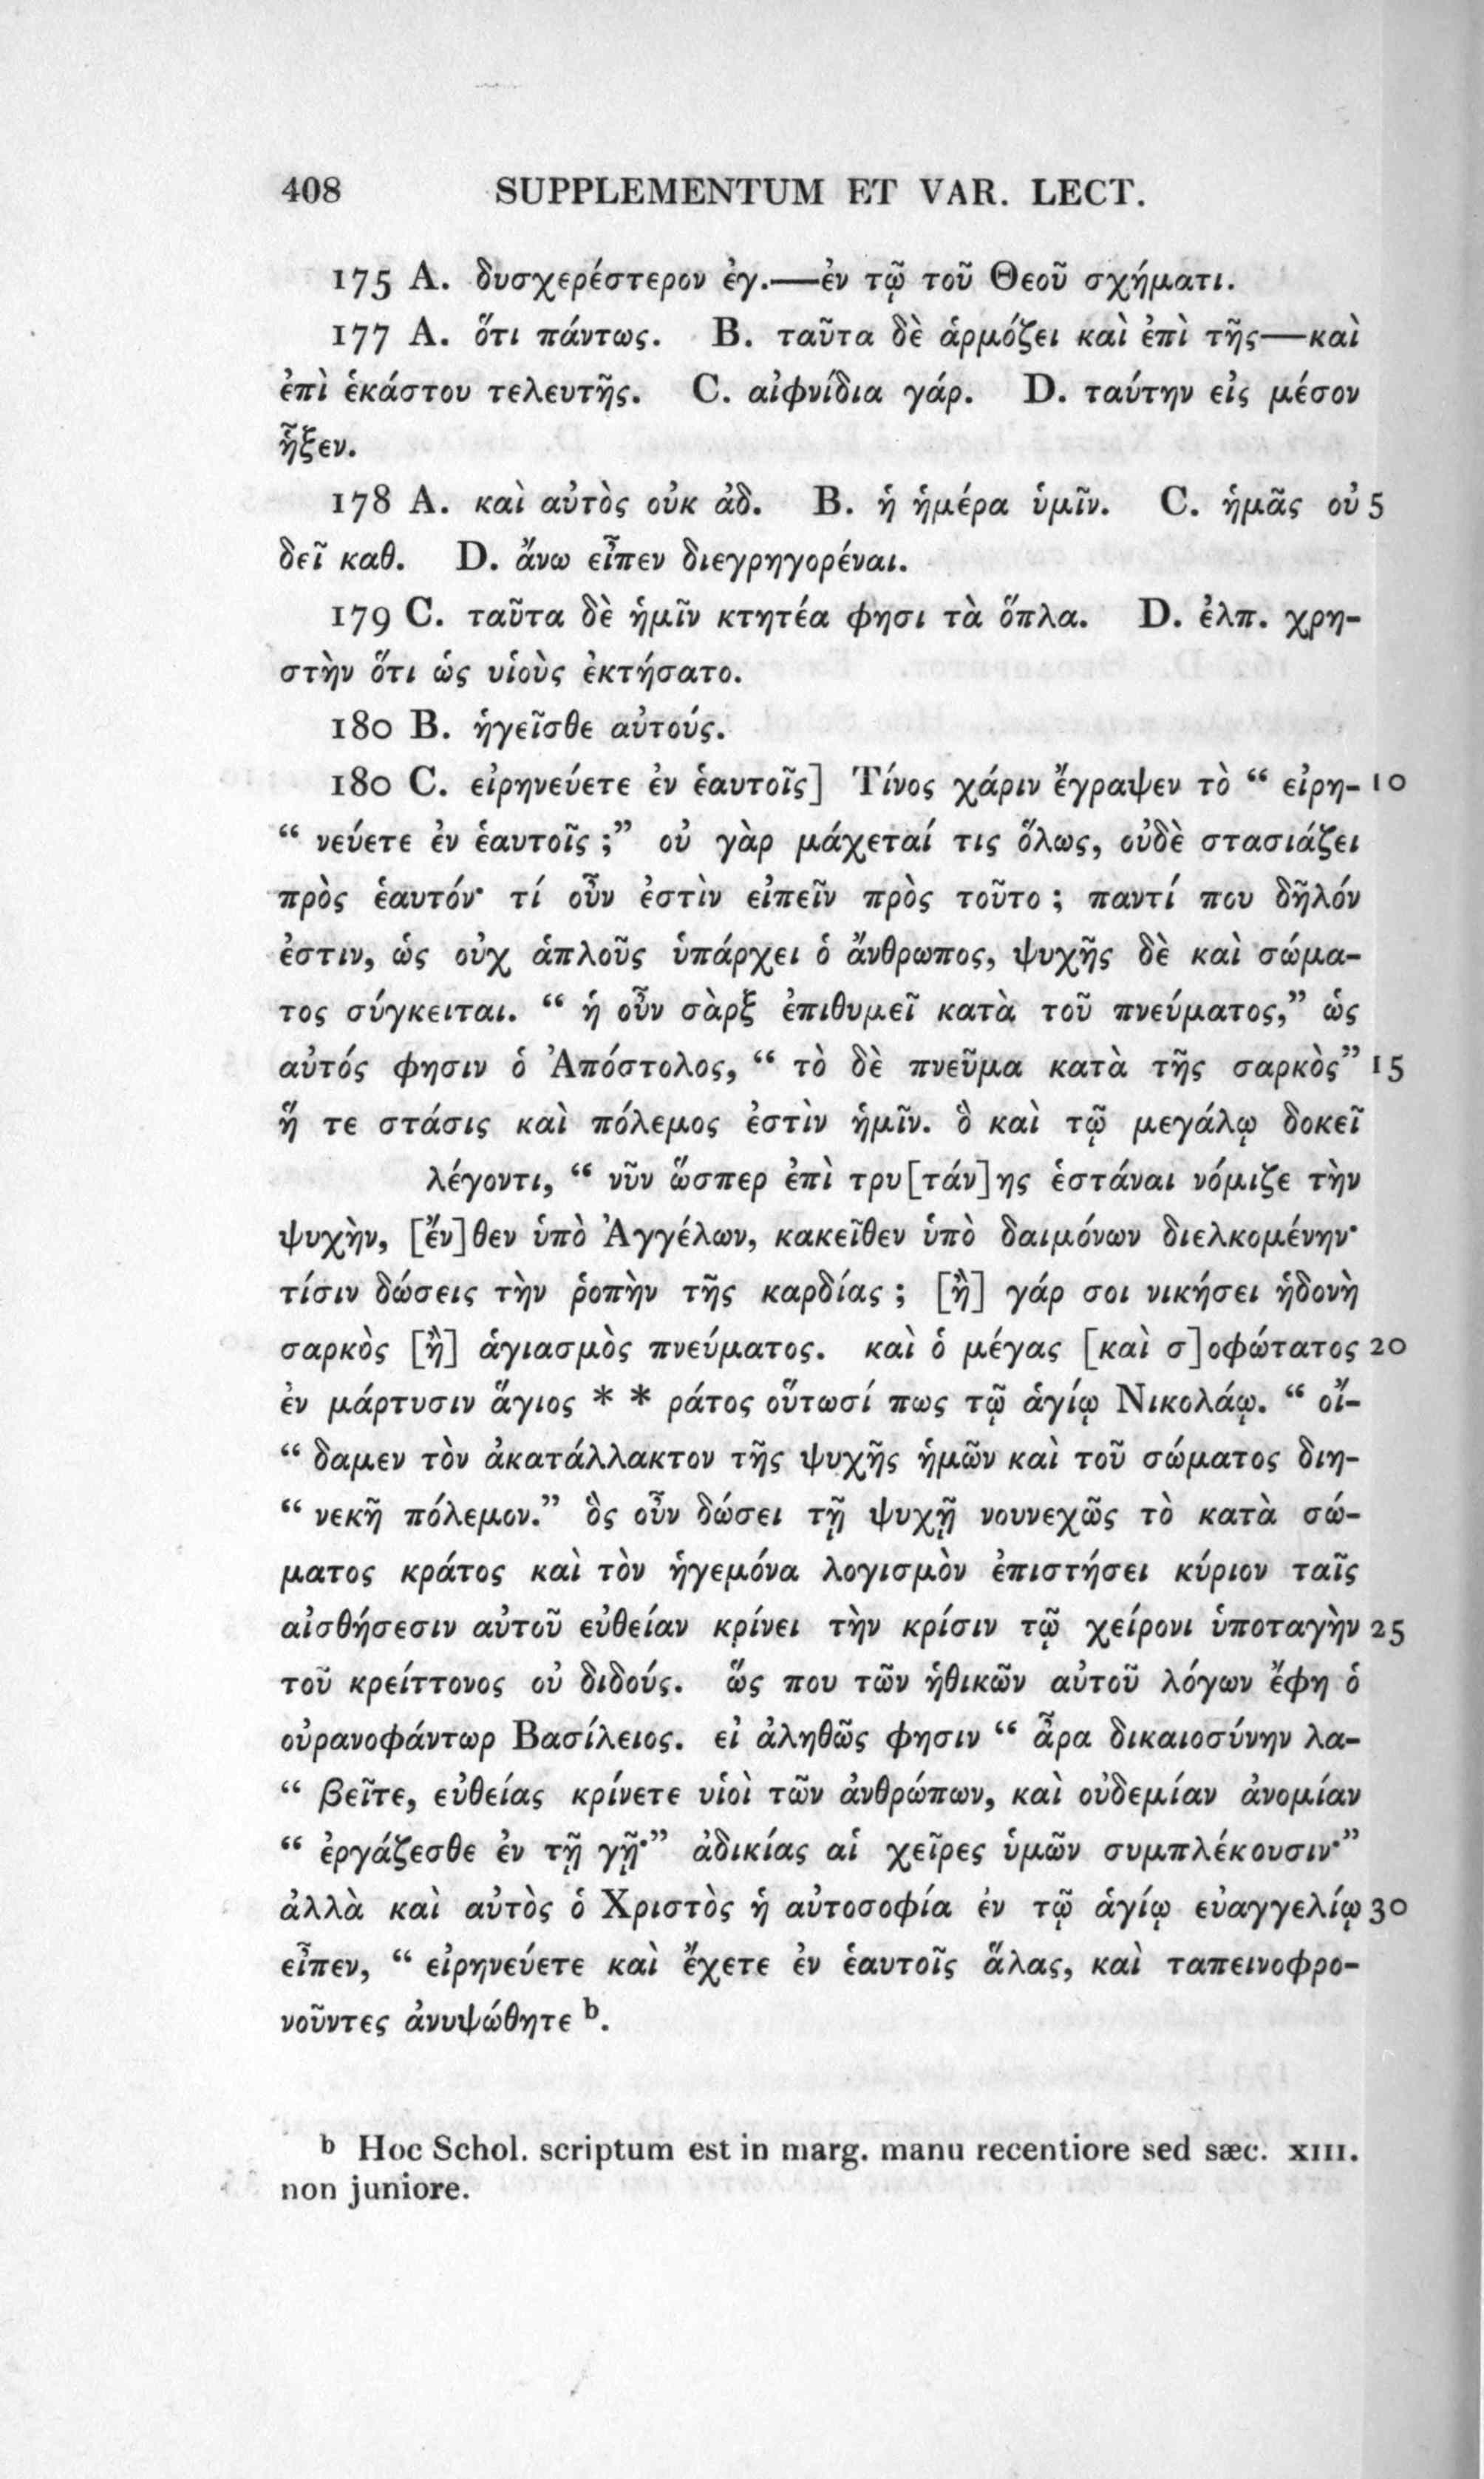 408 SUPPLEMENTUM ET VAR. LECT.
175 A. δυσχερέστερον ἐγ.—ἐν τῷ τοῦ Θεοῦ σχήματι.
177 A. ὅτι πάντως. B. ταῦτα δὲ ἁρμόζει καὶ ἐπὶ τῆς—καὶ
ἐπὶ ἑκάστου τελευτῆς. C. αἰφνίδια γάρ. D. ταύτην εἰς μέσον
ἧξεν.
178 A. καὶ αὐτὸς οὐκ ἀδ. B. ἡ ἡμέρα ὑμῖν. C. ἡμᾶς οὐ 5
δεῖ καθ. D. ἄνω εἶπεν διεγρηγορέναι.
179 C. ταῦτα δὲ ἡμῖν κτητέα φησι τὰ ὅπλα. D. ἐλπ. χρη-
στὴν ὅτι ὡς υἱοὺς ἐκτήσατο.
180 B. ἡγεῖσθε αὐτούς.
180 C. εἰρηνεύετε ἐν ἑαυτοῖς] Τίνος χάριν ἔγραψεν τὸ “ εἰρη- 10
“ νεύετε ἐν ἑαυτοῖς ;” οὐ γὰρ μάχεταί τις ὅλως, οὐδὲ στασιάζει
πρὸς ἑαυτόν· τί οὖν ἐστὶν εἰπεῖν πρὸς τοῦτο ; παντί που δῆλόν
ἐστιν, ὡς οὐχ ἁπλοῦς ὑπάρχει ὁ ἄνθρωπος, ψυχῆς δὲ καὶ σώμα-
τος σύγκειται. “ ἡ οὖν σὰρξ ἐπιθυμεῖ κατὰ τοῦ πνεύματος,” ὡς
αὐτός φησιν ὁ Ἀπόστολος, “ τὸ δὲ πνεῦμα κατὰ τῆς σαρκὸς” 15
ἥ τε στάσις καὶ πόλεμος ἐστὶν ἡμῖν. ὃ καὶ τῷ μεγάλῳ δοκεῖ
λέγοντι, “ νῦν ὥσπερ ἐπὶ τρυ[τάν]ης ἑστάναι νόμιζε τὴν
ψυχὴν, [ἔν]θεν ὑπὸ Ἀγγέλων, κακεῖθεν ὑπὸ δαιμόνων διελκομένην·
τίσιν δώσεις τὴν ῥοπὴν τῆς καρδίας ; [ἢ] γάρ σοι νικήσει ἡδονὴ
σαρκὸς [ἢ] ἁγιασμὸς πνεύματος. καὶ ὁ μέγας [καὶ σ]οφώτατος 20
ἐν μάρτυσιν ἅγιος * * ράτος οὕτωσί πως τῷ ἁγίῳ Νικολάῳ. “ οἴ-
“ δαμεν τὸν ἀκατάλλακτον τῆς ψυχῆς ἡμῶν καὶ τοῦ σώματος διη-
“ νεκῆ πόλεμον.” ὃς οὖν δώσει τῇ ψυχῇ νουνεχῶς τὸ κατὰ σώ-
ματος κράτος καὶ τὸν ἡγεμόνα λογισμὸν ἐπιστήσει κύριον ταῖς
αἰσθήσεσιν αὐτοῦ εὐθείαν κρίνει τὴν κρίσιν τῷ χείρονι ὑποταγὴν 25
τοῦ κρείττονος οὐ διδούς. ὥς που τῶν ἠθικῶν αὐτοῦ λόγων ἔφη ὁ
οὐρανοφάντωρ Βασίλειος. εἰ ἀληθῶς φησιν “ ἆρα δικαιοσύνην λα-
“ βεῖτε, εὐθείας κρίνετε υἱοὶ τῶν ἀνθρώπων, καὶ οὐδεμίαν ἀνομίαν
“ ἐργάζεσθε ἐν τῇ γῇ·” ἀδικίας αἱ χεῖρες ὑμῶν συμπλέκουσιν·”
ἀλλὰ καὶ αὐτὸς ὁ Χριστὸς ἡ αὐτοσοφία ἐν τῷ ἁγίῳ εὐαγγελίῳ 30
εἶπεν, “ εἰρηνεύετε καὶ ἔχετε ἐν ἑαυτοῖς ἅλας, καὶ ταπεινοφρο-
νοῦντες ἀνυψώθητε b.
b Hoc Schol. scriptum est in marg. manu recentiore sed sæc. XIII.
non juniore.